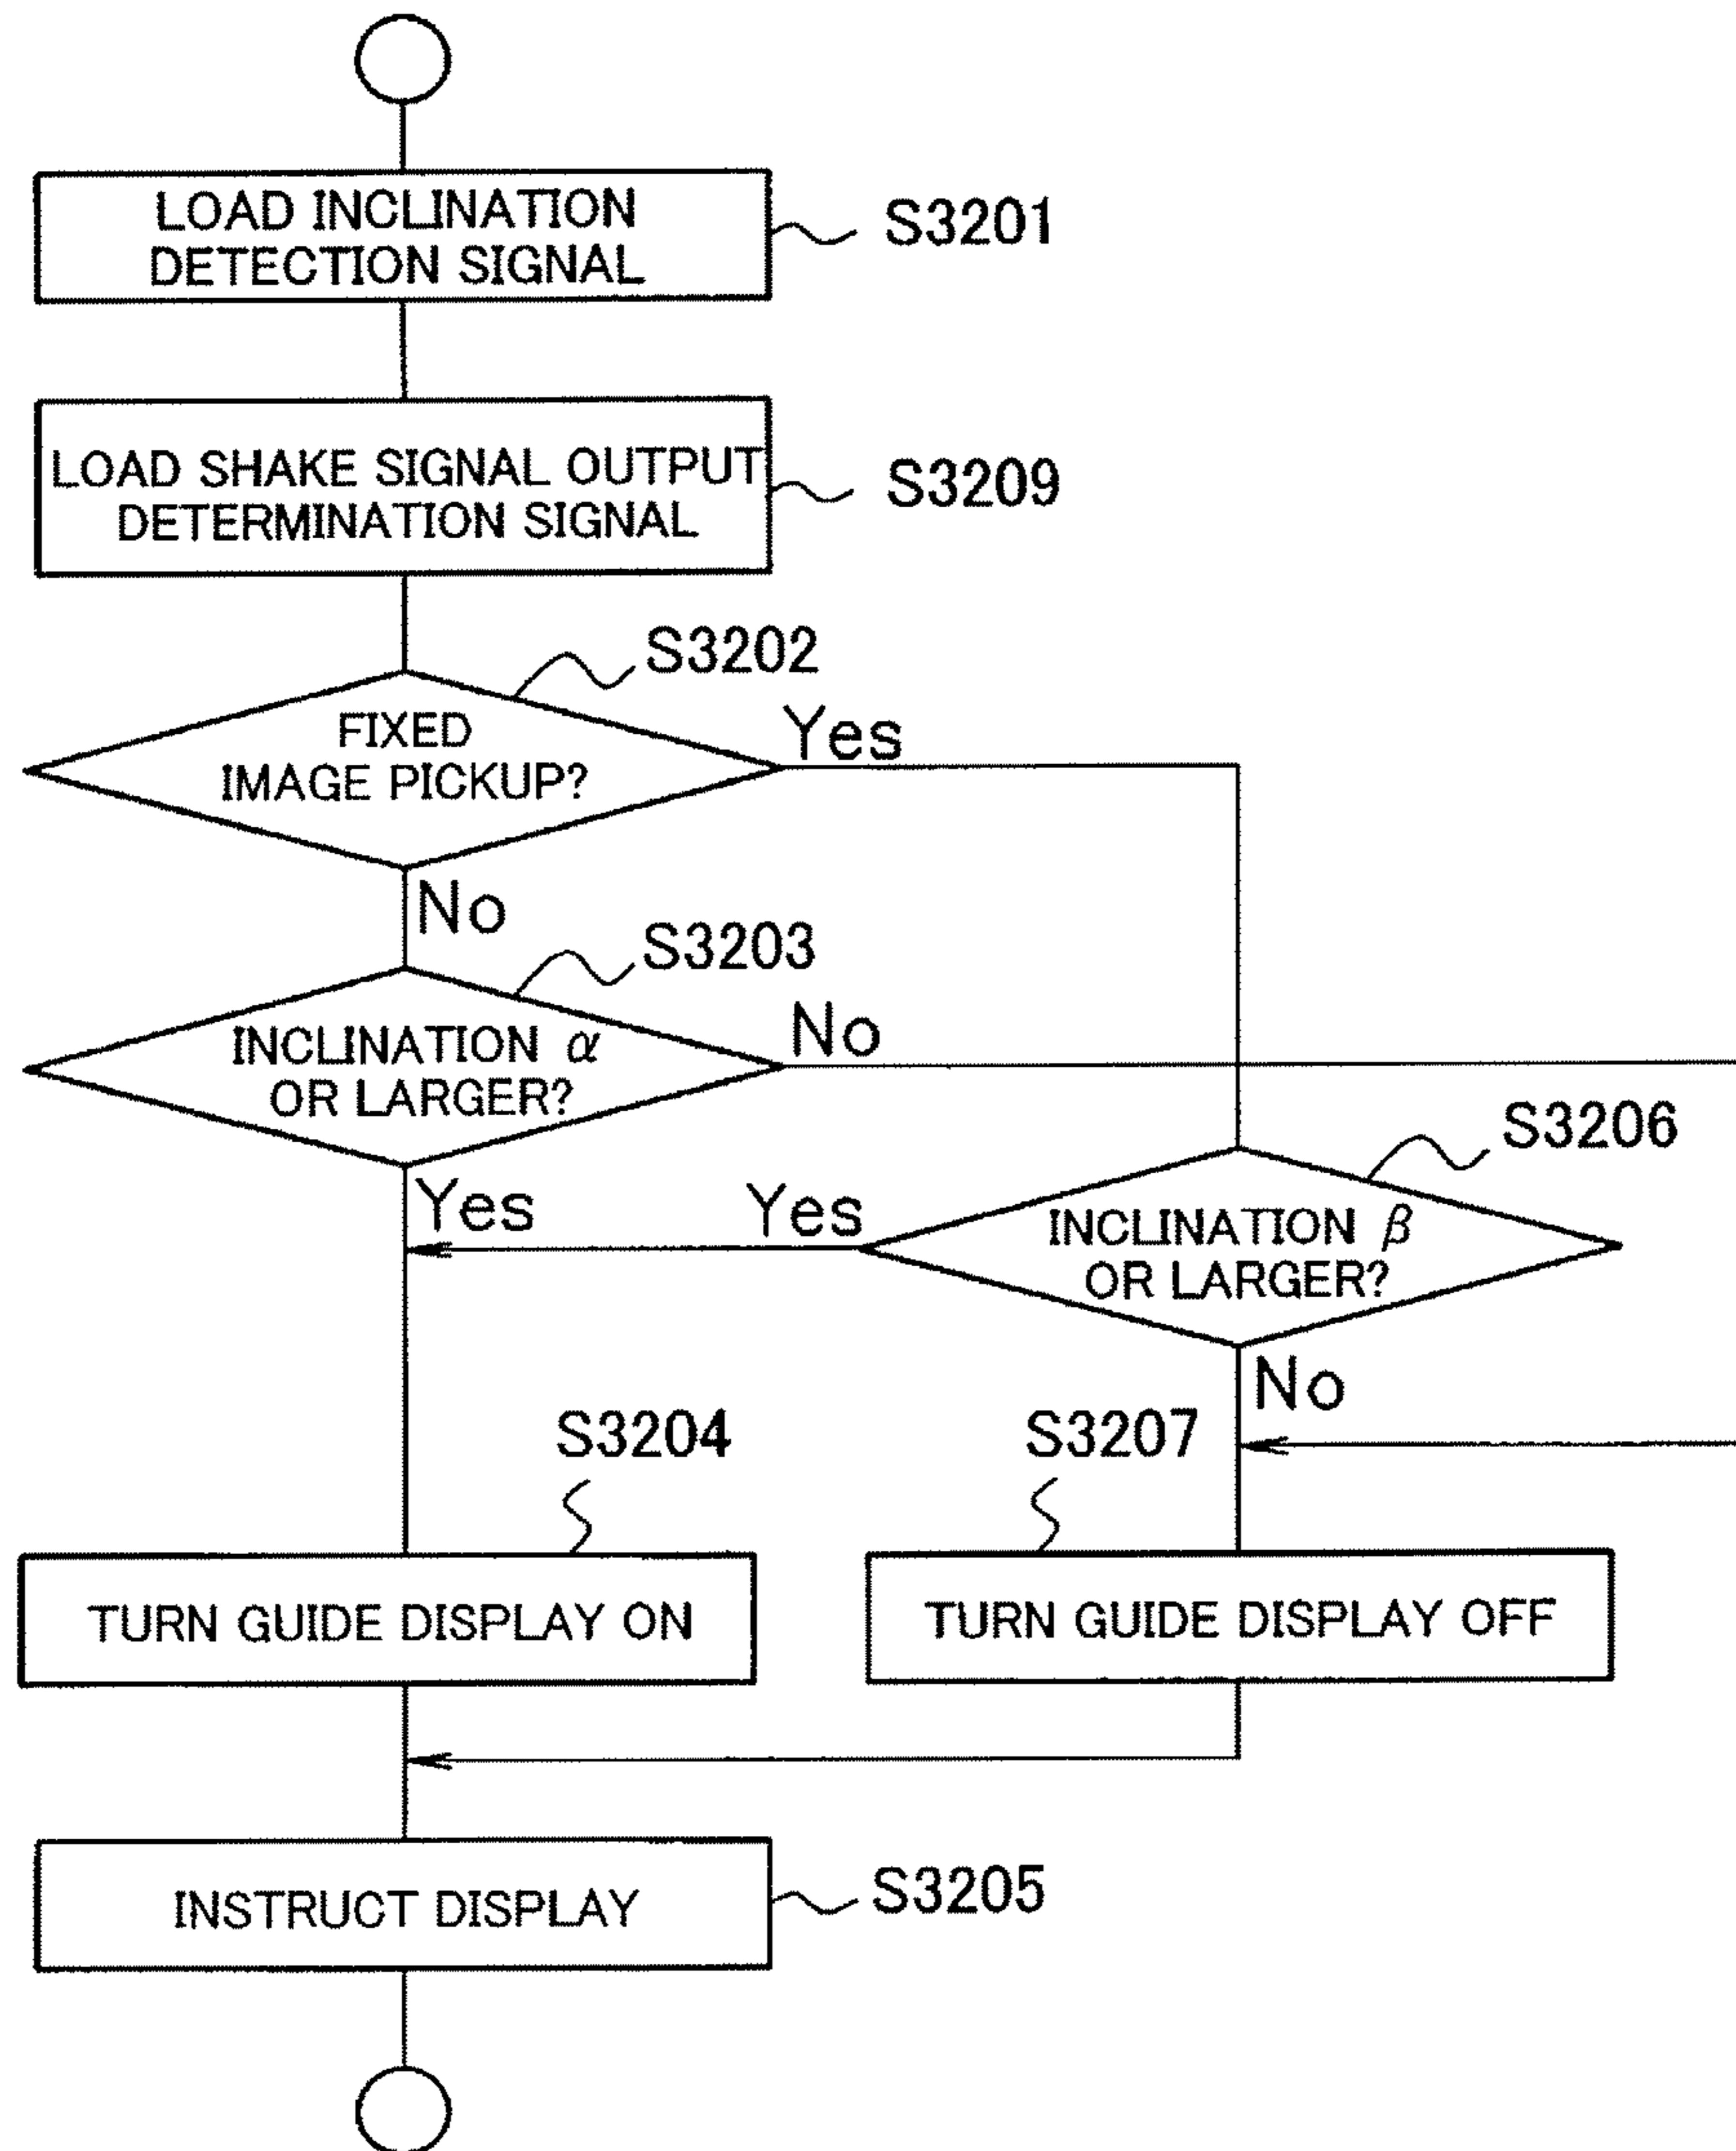 LOAD INCLINATION
DETECTION SIGNAL
S3201
LOAD SHAKE SIGNAL OUTPUT
DETERMINATION SIGNAL
S3209
S3202
FIXED
IMAGE PICKUP?
Yes
No
S3203
INCLINATION α
OR LARGER?
No
Yes
S3206
INCLINATION β
OR LARGER?
Yes
No
S3204
TURN GUIDE DISPLAY ON
S3207
TURN GUIDE DISPLAY OFF
INSTRUCT DISPLAY
S3205